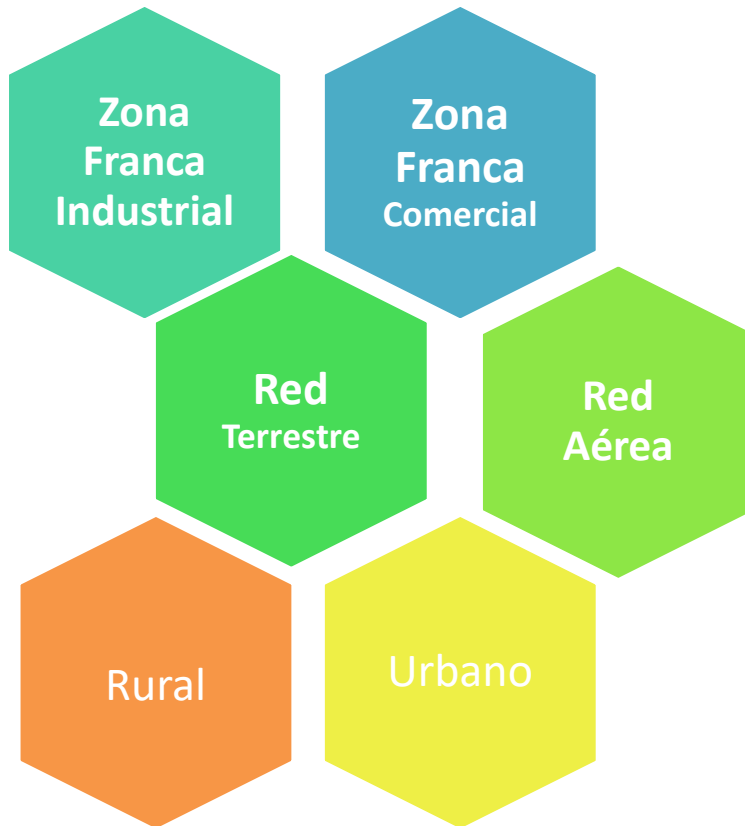 Zona
Franca
Industrial
Zona
Franca
Comercial
Red
Terrestre
Red
Aérea
Rural
Urbano